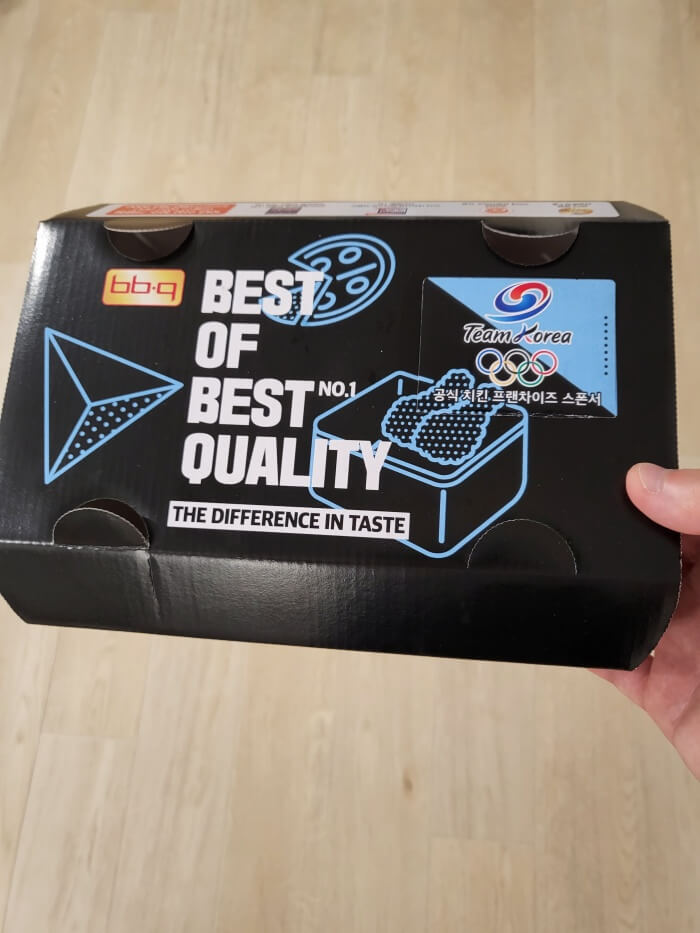 bb.q
BEST
OF
BEST NO.1
QUALITY
THE DIFFERENCE IN TASTE
Team Korea
공식 치킨 프랜차이즈 스폰서